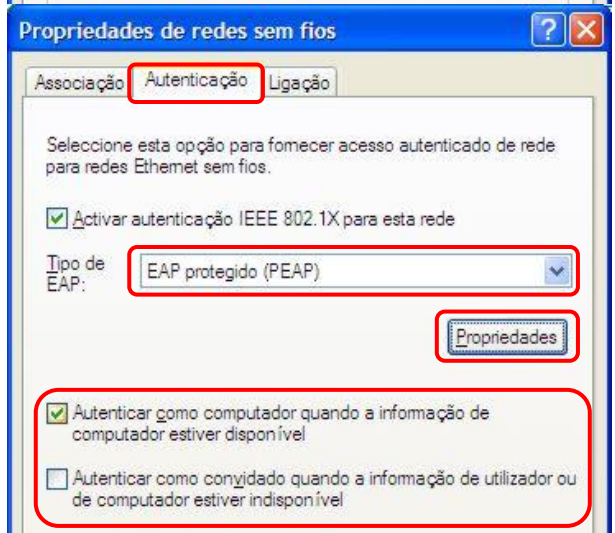 Propriedades de redes sem fios
Associação Autenticação Ligação
Seleccione esta opção para fornecer acesso autenticado de rede
para redes Ethernet sem fios.
Activar autenticação IEEE 802.1X para esta rede
Tipo de
EAP:
EAP protegido (PEAP)
Propriedades
Autenticar como computador quando a informação de
computador estiver disponível
Autenticar como convidado quando a informação de utilizador ou
de computador estiver indisponível